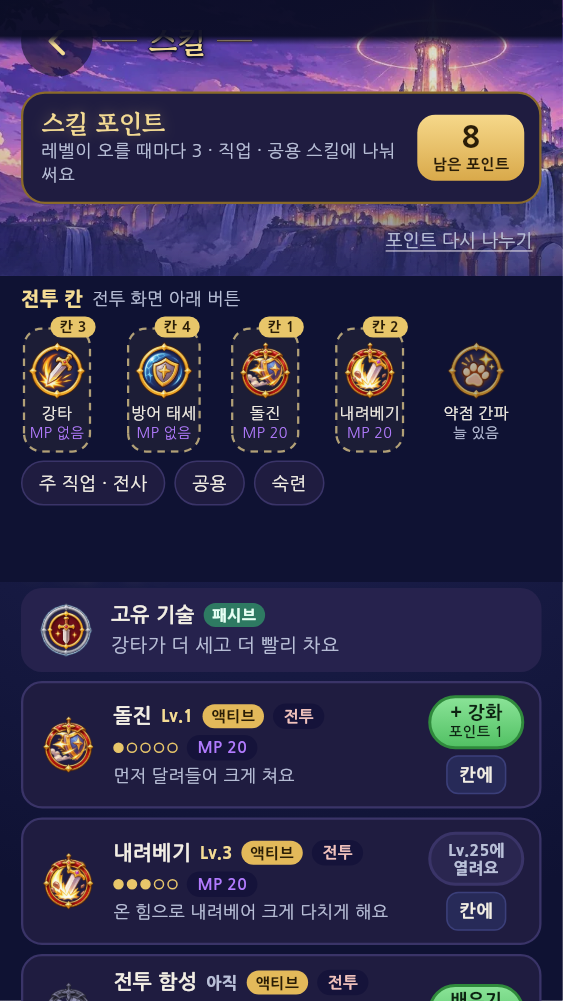 스킬
스킬 포인트
레벨이 오를 때마다 3 · 직업 · 공용 스킬에 나눠
써요
8
남은 포인트
포인트 다시 나누기
전투 칸 전투 화면 아래 버튼
칸 3
칸 4
칸 1
칸 2
강타
방어 태세
돌진
내려베기
약점 간파
MP 없음
MP 없음
MP 20
MP 20
늘 있음
주 직업 · 전사
공용
숙련
고유 기술 패시브
강타가 더 세고 더 빨리 차요
돌진 Lv.1 액티브 전투
MP 20
먼저 달려들어 크게 쳐요
+ 강화
포인트 1
칸에
내려베기 Lv.3 액티브 전투
MP 20
온 힘으로 내려베어 크게 다치게 해요
Lv.25에
열려요
칸에
전투 함성 아직 액티브 전투
배우기